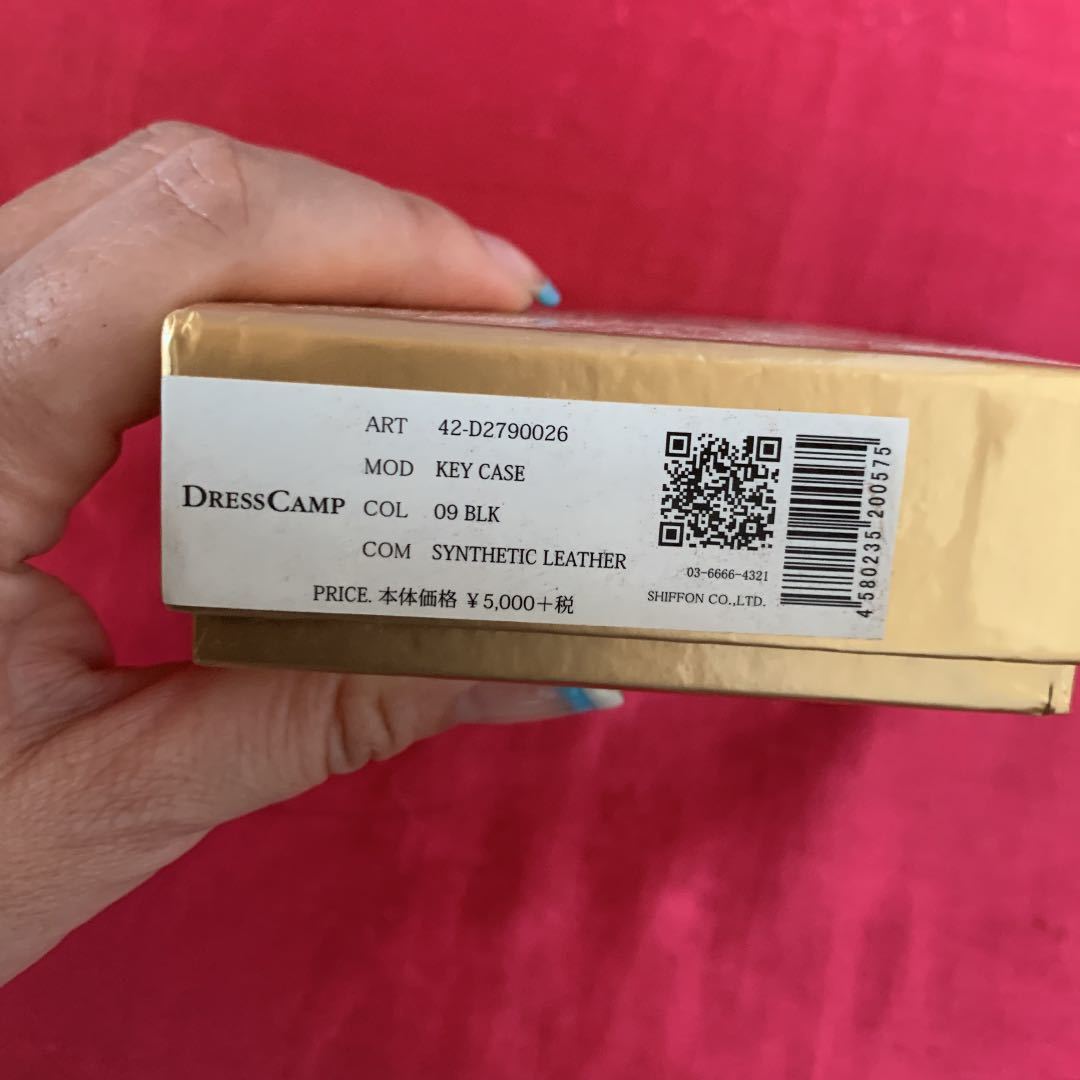 DRESSCAMP
ART 42-D2790026
MOD KEY CASE
COL 09 BLK
COM SYNTHETIC LEATHER
PRICE. 本体価格 ¥5,000+税
03-6666-4321
SHIFFON CO.,LTD.
4 580235 200575